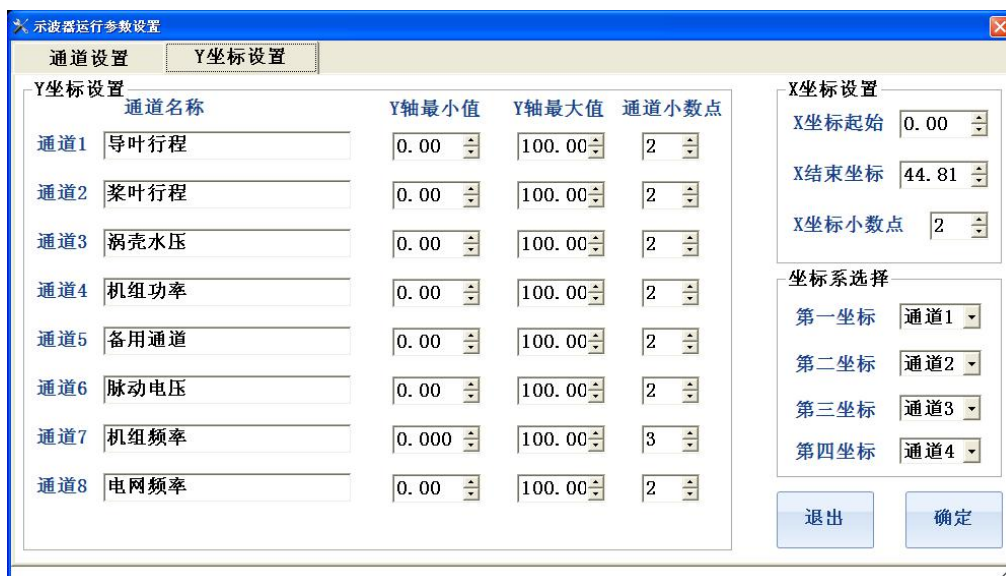 示波器运行参数设置
通道设置 Y坐标设置
Y坐标设置
通道名称 Y轴最小值 Y轴最大值 通道小数点
通道1 导叶行程 0.00 100.00 2
通道2 桨叶行程 0.00 100.00 2
通道3 涡壳水压 0.00 100.00 2
通道4 机组功率 0.00 100.00 2
通道5 备用通道 0.00 100.00 2
通道6 脉动电压 0.00 100.00 2
通道7 机组频率 0.000 100.00 3
通道8 电网频率 0.00 100.00 2
X坐标设置
X坐标起始 0.00
X结束坐标 44.81
X坐标小数点 2
坐标系选择
第一坐标 通道1
第二坐标 通道2
第三坐标 通道3
第四坐标 通道4
退出 确定